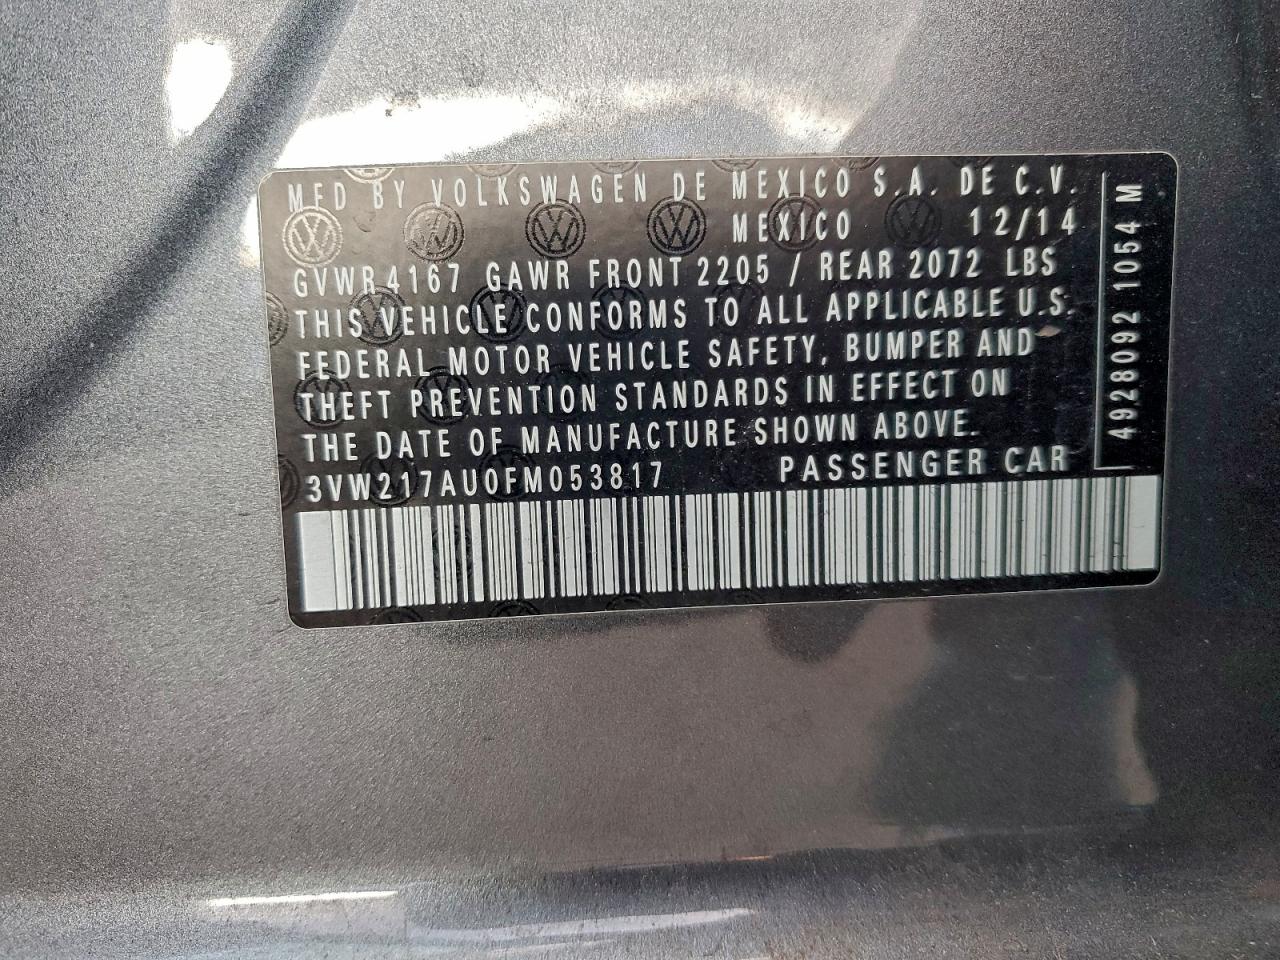 MFD BY VOLKSWAGEN DE MEXICO S.A. DE C.V.
MEXICO 12/14
GVWR 4167 GAWR FRONT 2205 / REAR 2072 LBS
THIS VEHICLE CONFORMS TO ALL APPLICABLE U.S.
FEDERAL MOTOR VEHICLE SAFETY, BUMPER AND
THEFT PREVENTION STANDARDS IN EFFECT ON
THE DATE OF MANUFACTURE SHOWN ABOVE.
3VW217AU0FM053817 PASSENGER CAR
4928092 1054 M